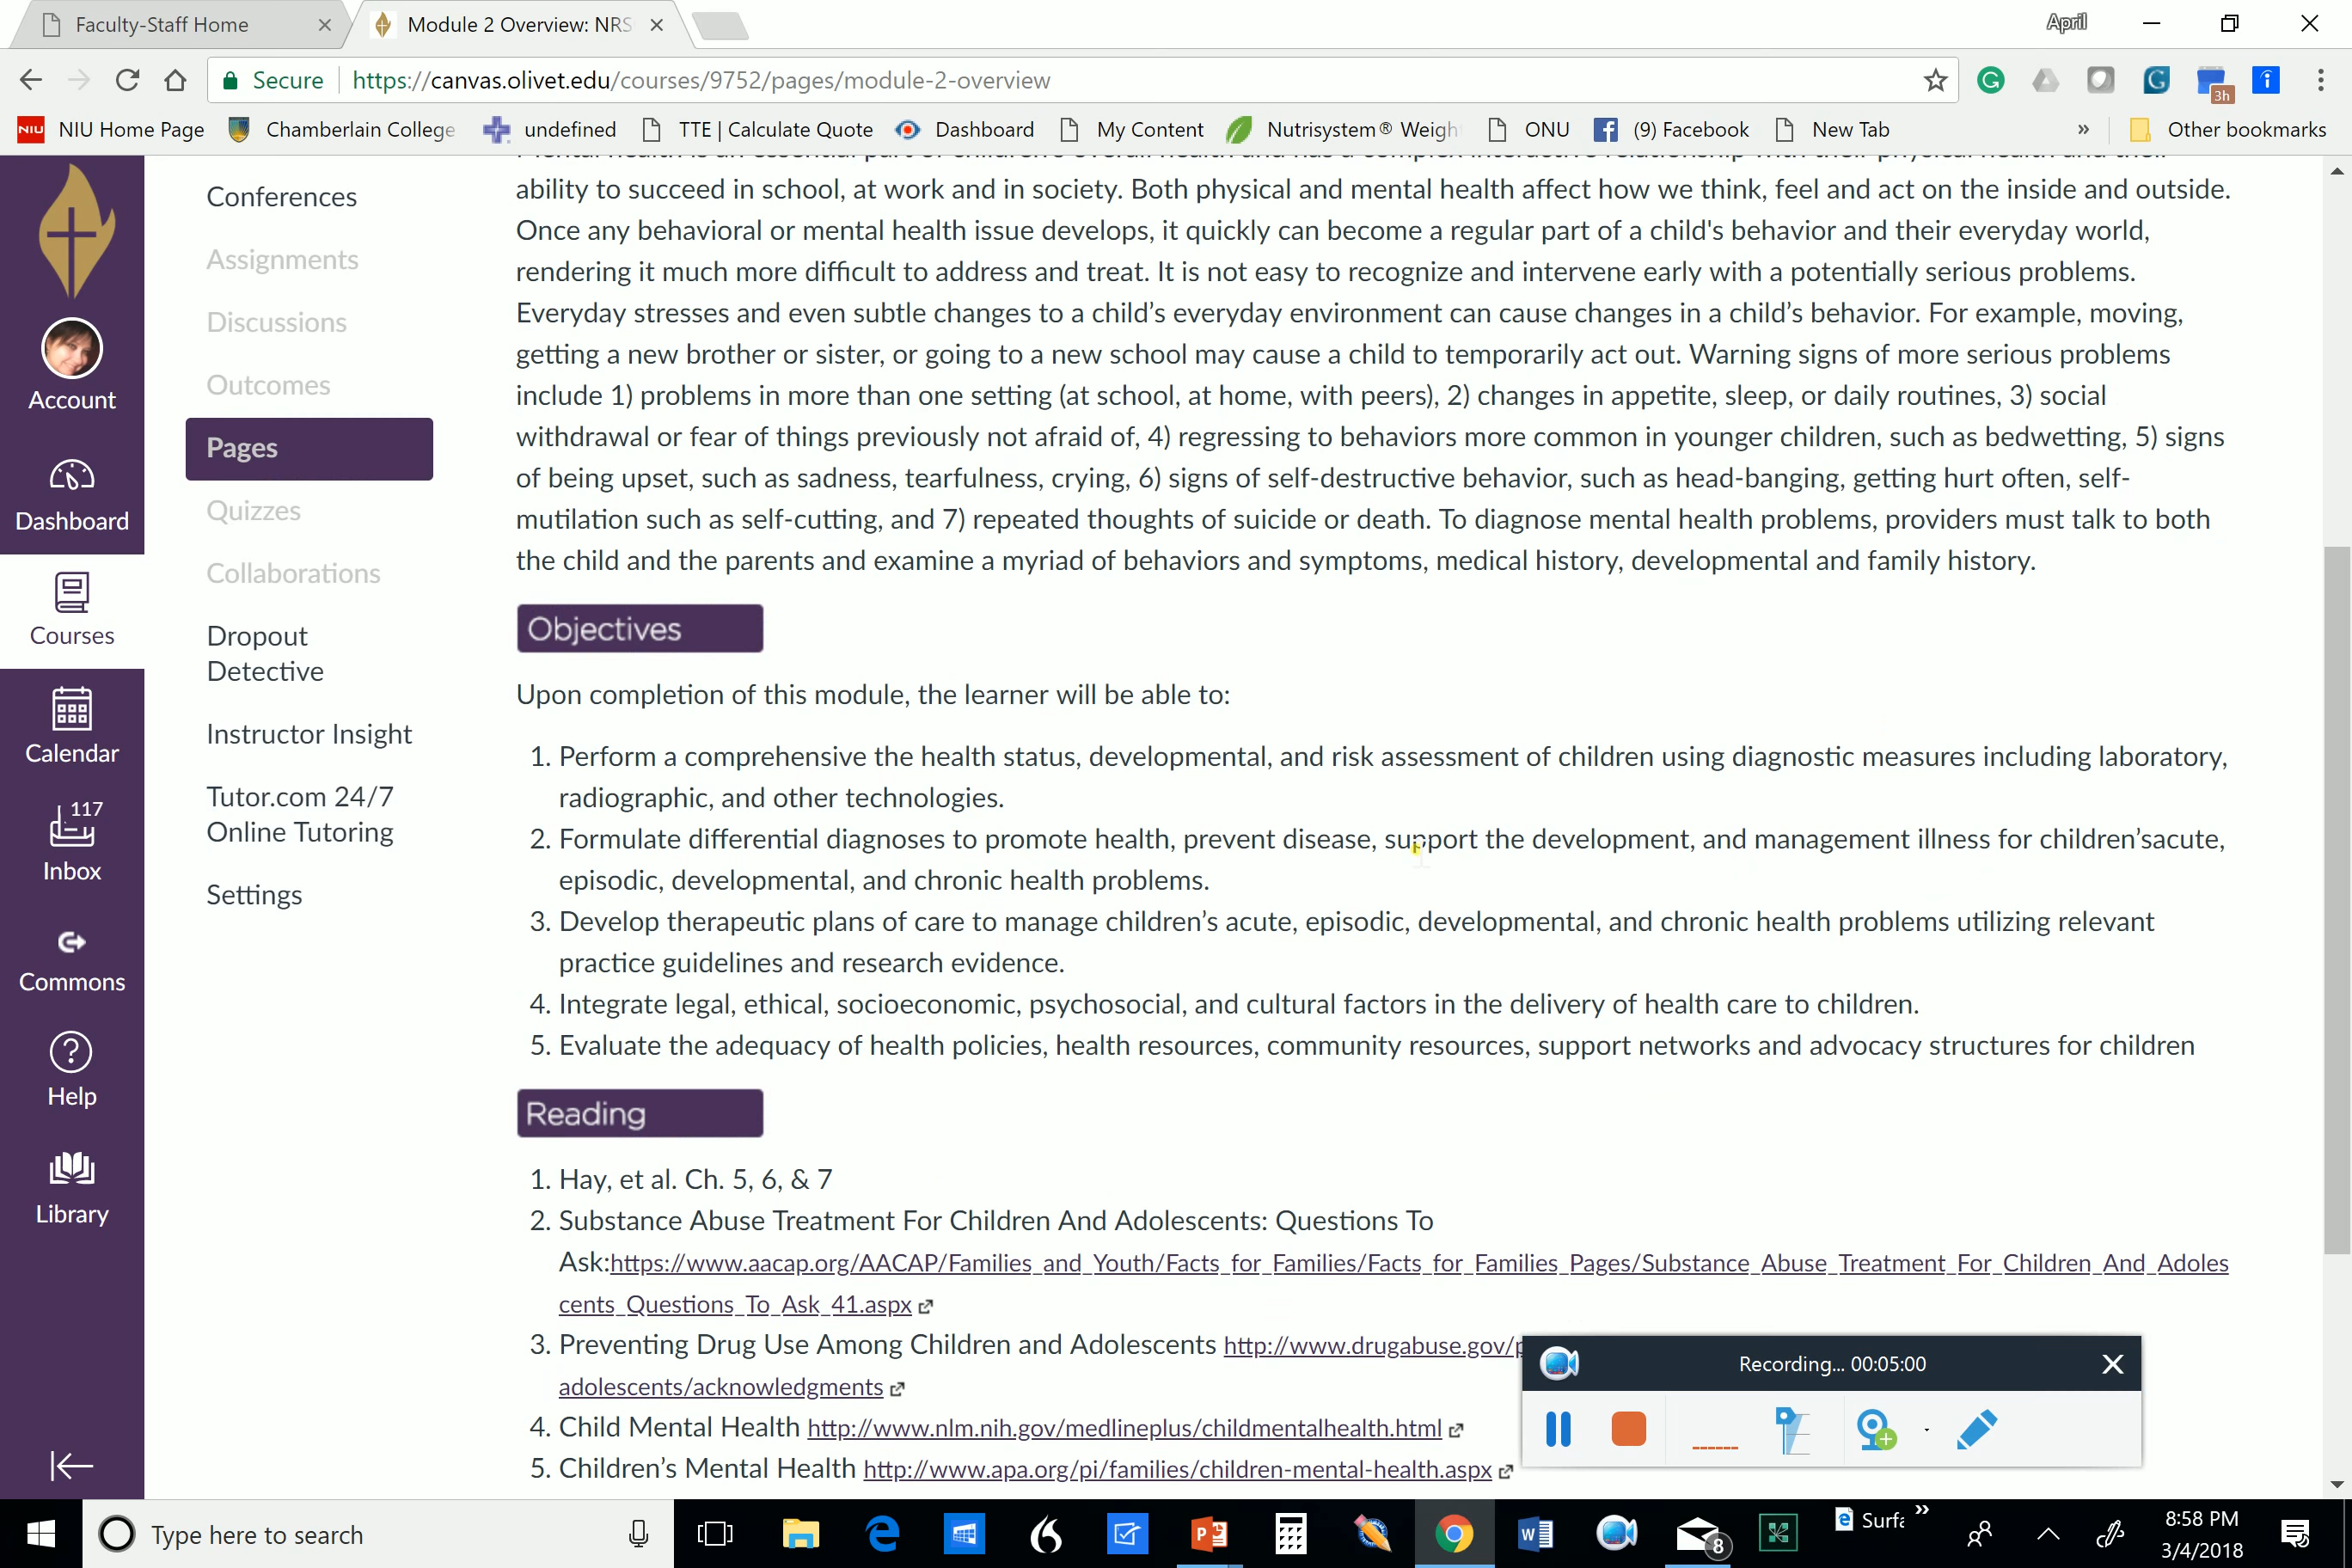 Faculty-Staff Home
Module 2 Overview: NRS
April
Secure
https://canvas.olivet.edu/courses/9752/pages/module-2-overview
3h
NIU
NIU Home Page
Chamberlain College
undefined
TTE | Calculate Quote
Dashboard
My Content
Nutrisystem® Weigh
ONU
(9) Facebook
New Tab
»
Other bookmarks
Account
Dashboard
Courses
Calendar
117
Inbox
Commons
Help
Library
Conferences
Assignments
Discussions
Outcomes
Pages
Quizzes
Collaborations
Dropout
Detective
Instructor Insight
Tutor.com 24/7
Online Tutoring
Settings
Mental health is an essential part of children's overall health and has a complex interactive relationship with their physical health and their
ability to succeed in school, at work and in society. Both physical and mental health affect how we think, feel and act on the inside and outside.
Once any behavioral or mental health issue develops, it quickly can become a regular part of a child's behavior and their everyday world,
rendering it much more difficult to address and treat. It is not easy to recognize and intervene early with a potentially serious problems.
Everyday stresses and even subtle changes to a child’s everyday environment can cause changes in a child’s behavior. For example, moving,
getting a new brother or sister, or going to a new school may cause a child to temporarily act out. Warning signs of more serious problems
include 1) problems in more than one setting (at school, at home, with peers), 2) changes in appetite, sleep, or daily routines, 3) social
withdrawal or fear of things previously not afraid of, 4) regressing to behaviors more common in younger children, such as bedwetting, 5) signs
of being upset, such as sadness, tearfulness, crying, 6) signs of self-destructive behavior, such as head-banging, getting hurt often, self-
mutilation such as self-cutting, and 7) repeated thoughts of suicide or death. To diagnose mental health problems, providers must talk to both
the child and the parents and examine a myriad of behaviors and symptoms, medical history, developmental and family history.
Objectives
Upon completion of this module, the learner will be able to:
1. Perform a comprehensive the health status, developmental, and risk assessment of children using diagnostic measures including laboratory,
radiographic, and other technologies.
2. Formulate differential diagnoses to promote health, prevent disease, support the development, and management illness for children’sacute,
episodic, developmental, and chronic health problems.
3. Develop therapeutic plans of care to manage children’s acute, episodic, developmental, and chronic health problems utilizing relevant
practice guidelines and research evidence.
4. Integrate legal, ethical, socioeconomic, psychosocial, and cultural factors in the delivery of health care to children.
5. Evaluate the adequacy of health policies, health resources, community resources, support networks and advocacy structures for children
Reading
1. Hay, et al. Ch. 5, 6, & 7
2. Substance Abuse Treatment For Children And Adolescents: Questions To
Ask:https://www.aacap.org/AACAP/Families_and_Youth/Facts_for_Families/Facts_for_Families_Pages/Substance_Abuse_Treatment_For_Children_And_Adoles
cents_Questions_To_Ask_41.aspx
3. Preventing Drug Use Among Children and Adolescents http://www.drugabuse.gov/p
adolescents/acknowledgments
4. Child Mental Health http://www.nlm.nih.gov/medlineplus/childmentalhealth.html
5. Children’s Mental Health http://www.apa.org/pi/families/children-mental-health.aspx
Recording... 00:05:00
Type here to search
8
Surfa
»
8:58 PM
3/4/2018